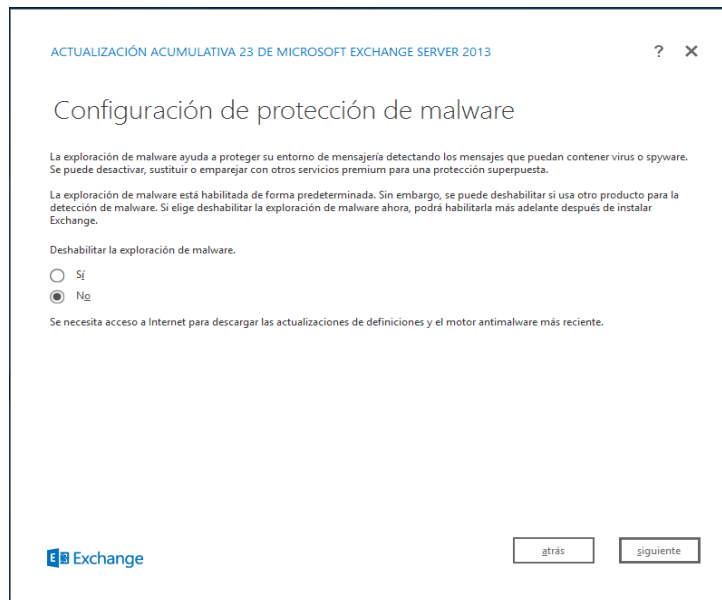 ACTUALIZACIÓN ACUMULATIVA 23 DE MICROSOFT EXCHANGE SERVER 2013 ? ✕
Configuración de protección de malware
La exploración de malware ayuda a proteger su entorno de mensajería detectando los mensajes que puedan contener virus o spyware.
Se puede desactivar, sustituir o emparejar con otros servicios premium para una protección superpuesta.
La exploración de malware está habilitada de forma predeterminada. Sin embargo, se puede deshabilitar si usa otro producto para la
detección de malware. Si elige deshabilitar la exploración de malware ahora, podrá habilitarla más adelante después de instalar
Exchange.
Deshabilitar la exploración de malware.
Sí
No
Se necesita acceso a Internet para descargar las actualizaciones de definiciones y el motor antimalware más reciente.
E Exchange
atrás siguiente